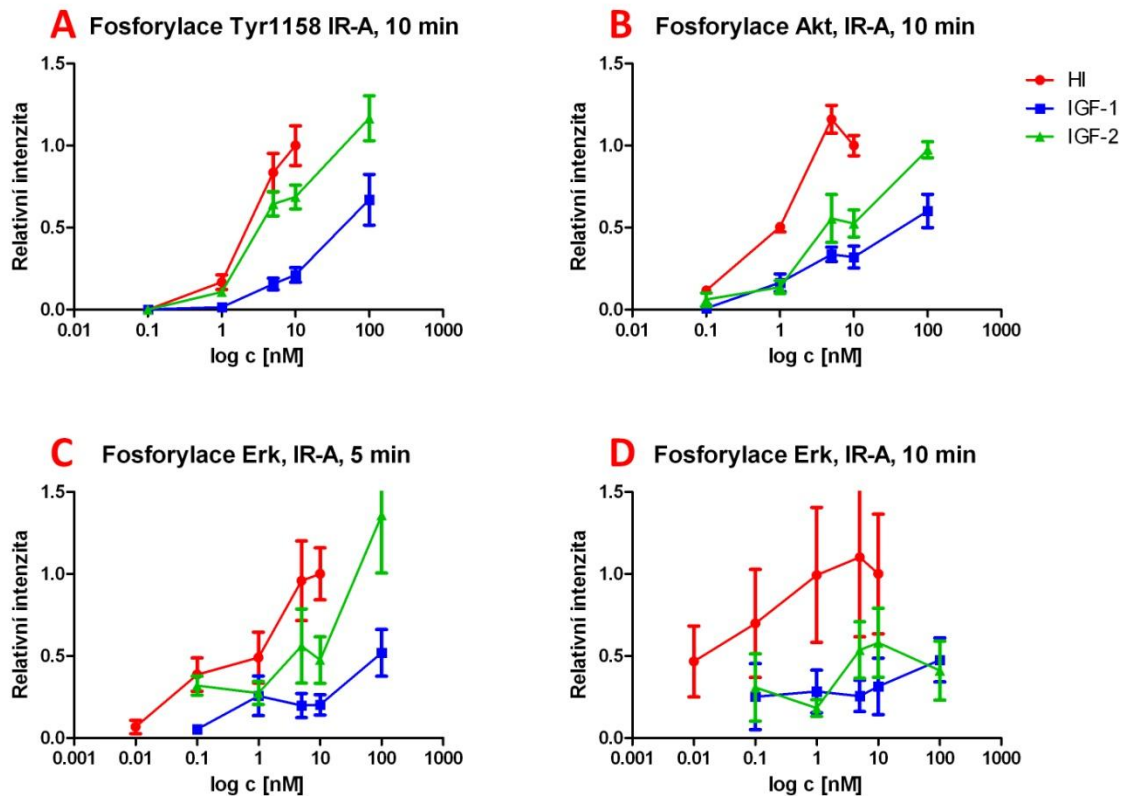 A Fosforylace Tyr1158 IR-A, 10 min
Relativní intenzita
1.5
1.0
0.5
0.0
0.01 0.1 1 10 100 1000
log c [nM]
B Fosforylace Akt, IR-A, 10 min
Relativní intenzita
1.5
1.0
0.5
0.0
0.01 0.1 1 10 100 1000
log c [nM]
HI
IGF-1
IGF-2
C Fosforylace Erk, IR-A, 5 min
Relativní intenzita
1.5
1.0
0.5
0.0
0.001 0.01 0.1 1 10 100 1000
log c [nM]
D Fosforylace Erk, IR-A, 10 min
Relativní intenzita
1.5
1.0
0.5
0.0
0.001 0.01 0.1 1 10 100 1000
log c [nM]